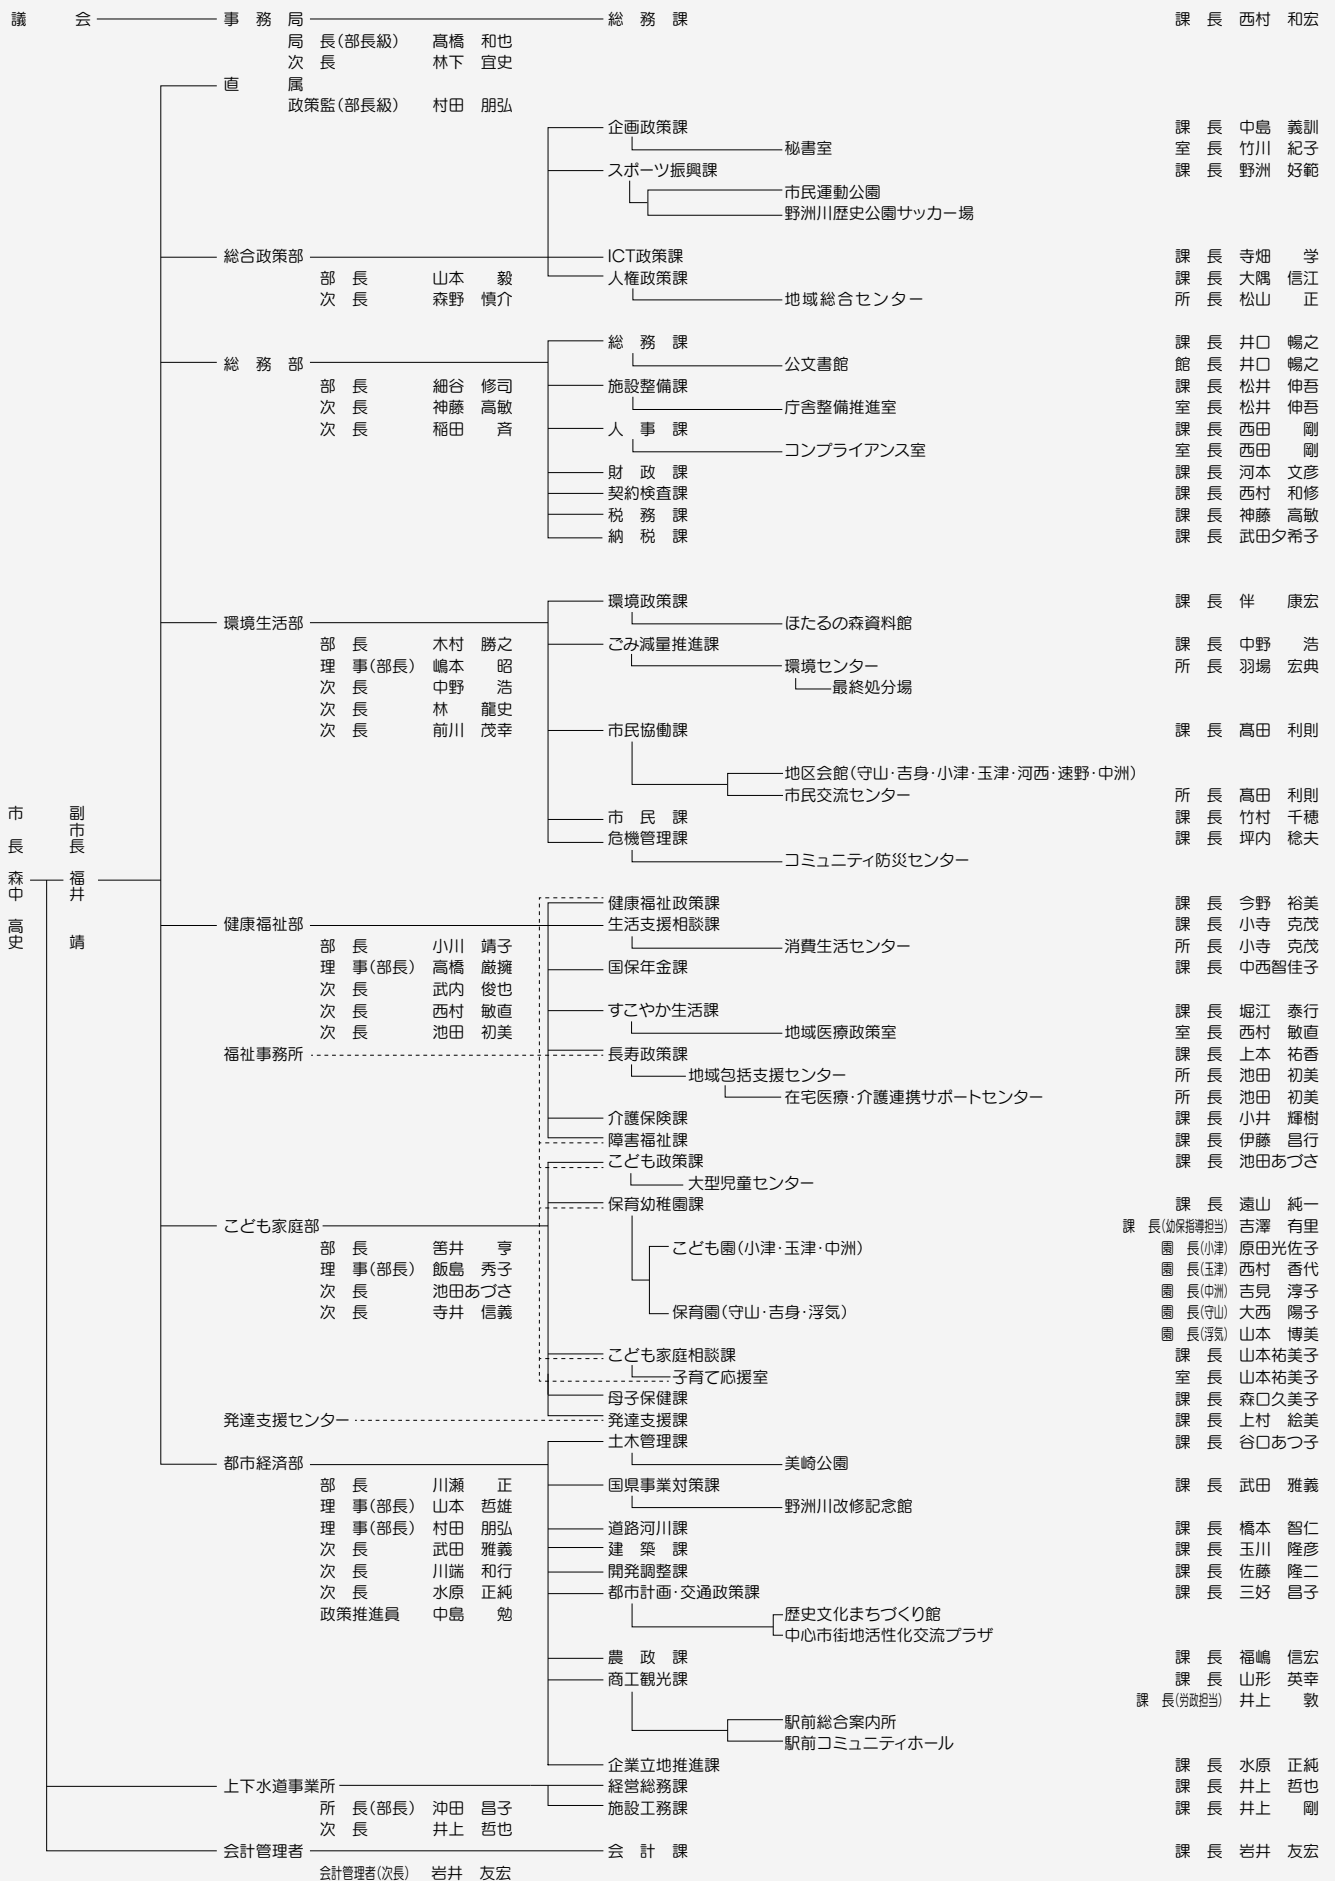 議　会　事務局　総務課　課長　西村　和宏
局　長(部長級)　髙橋　和也
次　長　林下　宜史
直　属
政策監(部長級)　村田　朋弘
企画政策課　課長　中島　義訓
秘書室　室長　竹川　紀子
スポーツ振興課　課長　野洲　好範
市民運動公園
野洲川歴史公園サッカー場
総合政策部　ICT政策課　課長　寺畑　学
部　長　山本　毅　人権政策課　課長　大隅　信江
次　長　森野　慎介　地域総合センター　所長　松山　正
総　務　課　課長　井口　暢之
総　務　部　公文書館　館長　井口　暢之
部　長　細谷　修司　施設整備課　課長　松井　伸吾
次　長　神藤　高敏　庁舎整備推進室　室長　松井　伸吾
次　長　稲田　斉　人　事　課　課長　西田　剛
コンプライアンス室　室長　西田　剛
財　政　課　課長　河本　文彦
契約検査課　課長　西村　和修
税　務　課　課長　神藤　高敏
納　税　課　課長　武田夕希子
環境政策課　課長　伴　康宏
環境生活部　ほたるの森資料館
部　長　木村　勝之　ごみ減量推進課　課長　中野　浩
理　事(部長)　嶋本　昭　環境センター　所長　羽場　宏典
次　長　中野　浩　最終処分場
次　長　林　龍史
次　長　前川　茂幸　市民協働課　課長　髙田　利則
地区会館(守山・吉身・小津・玉津・河西・速野・中洲)
市民交流センター　所長　髙田　利則
市　民　課　課長　竹村　千穂
危機管理課　課長　坪内　稔夫
コミュニティ防災センター
市　長　森中　高史
副市長　福井　靖
健康福祉政策課　課長　今野　裕美
健康福祉部　生活支援相談課　課長　小寺　克茂
部　長　小川　靖子　消費生活センター　所長　小寺　克茂
理　事(部長)　高橋　厳擁　国保年金課　課長　中西智佳子
次　長　武内　俊也
次　長　西村　敏直　すこやか生活課　課長　堀江　泰行
次　長　池田　初美　地域医療政策室　室長　西村　敏直
福祉事務所　長寿政策課　課長　上本　祐香
地域包括支援センター　所長　池田　初美
在宅医療・介護連携サポートセンター　所長　池田　初美
介護保険課　課長　小井　輝樹
障害福祉課　課長　伊藤　昌行
こども政策課　課長　池田あづさ
大型児童センター
保育幼稚園課　課長　遠山　純一
こども家庭部　課　長(幼保指導担当)　吉澤　有里
部　長　筈井　亨　こども園(小津・玉津・中洲)　園　長(小津)　原田光佐子
理　事(部長)　飯島　秀子　園　長(玉津)　西村　香代
次　長　池田あづさ　園　長(中洲)　吉見　淳子
次　長　寺井　信義　保育園(守山・吉身・浮気)　園　長(守山)　大西　陽子
園　長(浮気)　山本　博美
こども家庭相談課　課長　山本祐美子
子育て応援室　室長　山本祐美子
母子保健課　課長　森口久美子
発達支援センター　発達支援課　課長　上村　絵美
土木管理課　課長　谷口あつ子
都市経済部　美崎公園
部　長　川瀬　正　国県事業対策課　課長　武田　雅義
理　事(部長)　山本　哲雄　野洲川改修記念館
理　事(部長)　村田　朋弘　道路河川課　課長　橋本　智仁
次　長　武田　雅義　建　築　課　課長　玉川　隆彦
次　長　川端　和行　開発調整課　課長　佐藤　隆二
次　長　水原　正純　都市計画・交通政策課　課長　三好　昌子
政策推進員　中島　勉　歴史文化まちづくり館
中心市街地活性化交流プラザ
農　政　課　課長　福嶋　信宏
商工観光課　課長　山形　英幸
課　長(労政担当)　井上　敦
駅前総合案内所
駅前コミュニティホール
企業立地推進課　課長　水原　正純
上下水道事業所　経営総務課　課長　井上　哲也
所　長(部長)　沖田　昌子　施設工務課　課長　井上　剛
次　長　井上　哲也
会計管理者　会　計　課　課長　岩井　友宏
会計管理者(次長)　岩井　友宏